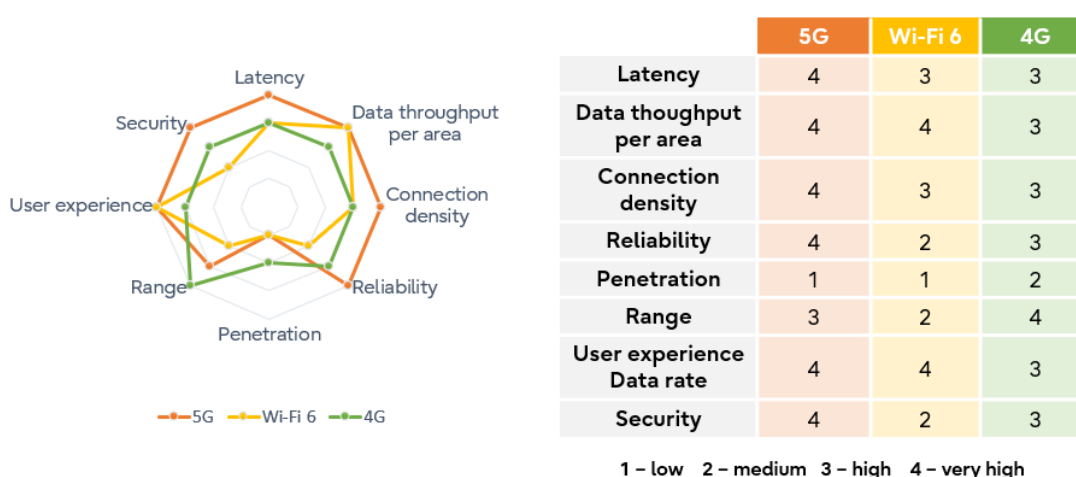 Latency
Data throughput
per area
Security
User experience
Connection
density
Range
Reliability
Penetration
5G Wi-Fi 6 4G
5G Wi-Fi 6 4G
Latency 4 3 3
Data thoughput
per area 4 4 3
Connection
density 4 3 3
Reliability 4 2 3
Penetration 1 1 2
Range 3 2 4
User experience
Data rate 4 4 3
Security 4 2 3
1 – low 2 – medium 3 – high 4 – very high